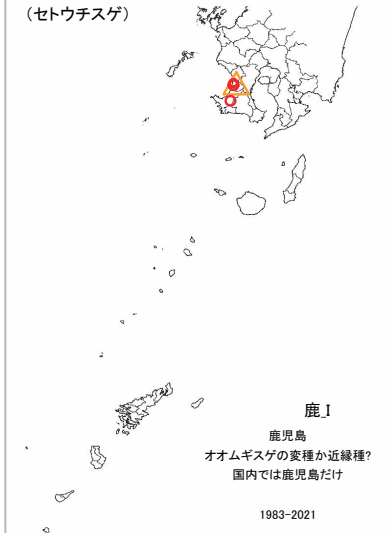 (セトウチスゲ)
鹿_I
鹿児島
オオムギスゲの変種か近縁種?
国内では鹿児島だけ
1983-2021